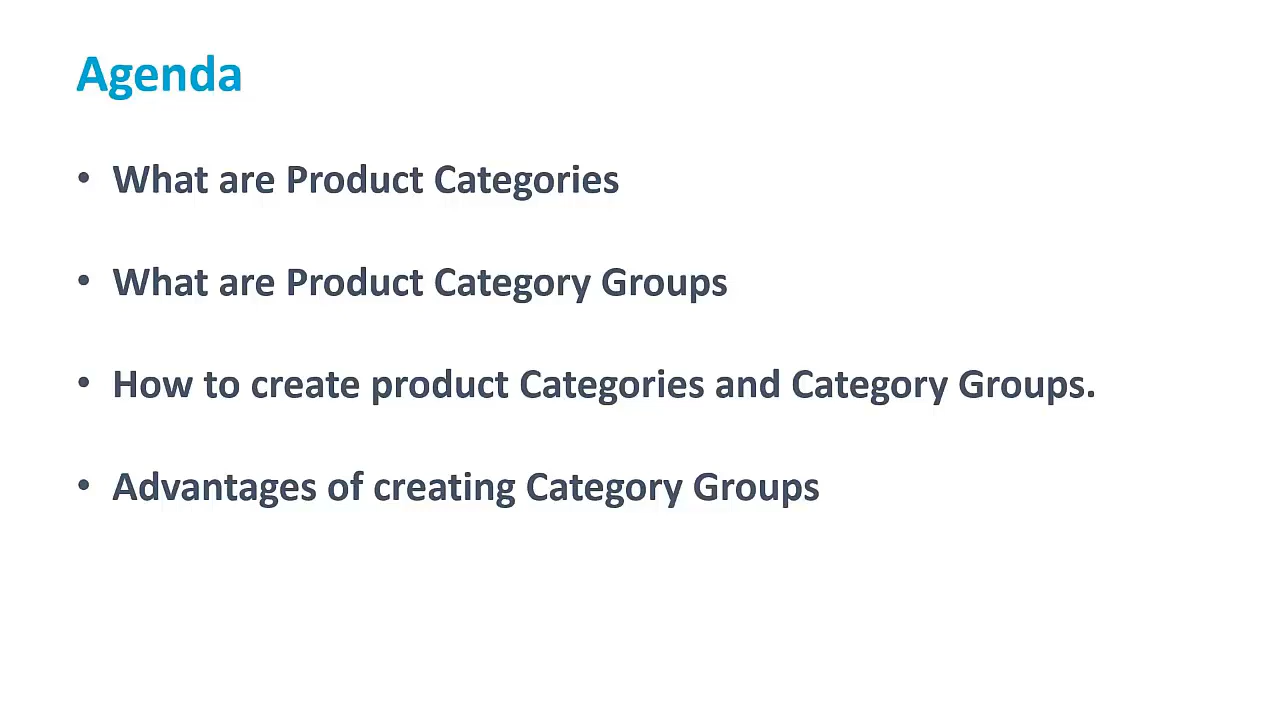 Agenda
• What are Product Categories
• What are Product Category Groups
• How to create product Categories and Category Groups.
• Advantages of creating Category Groups